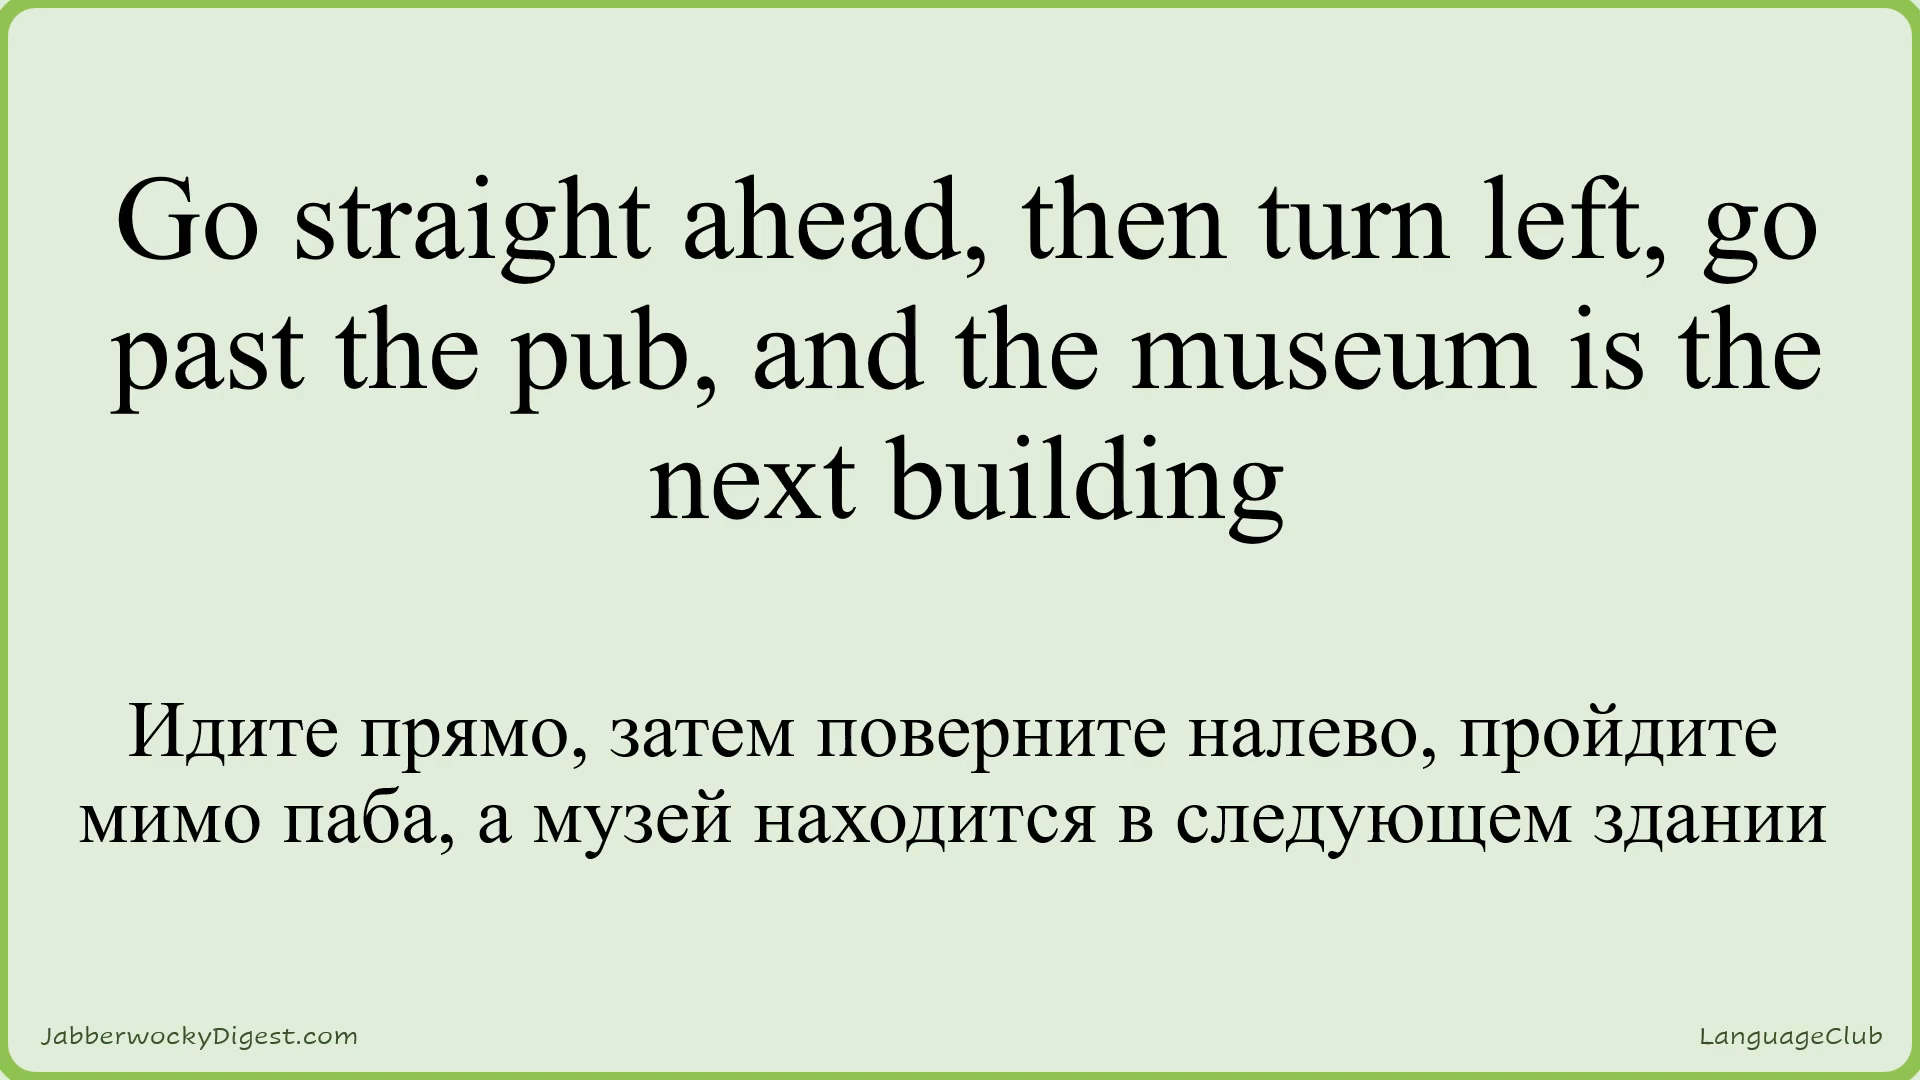 Go straight ahead, then turn left, go
past the pub, and the museum is the
next building
Идите прямо, затем поверните налево, пройдите
мимо паба, а музей находится в следующем здании
JabberwockyDigest.com
LanguageClub